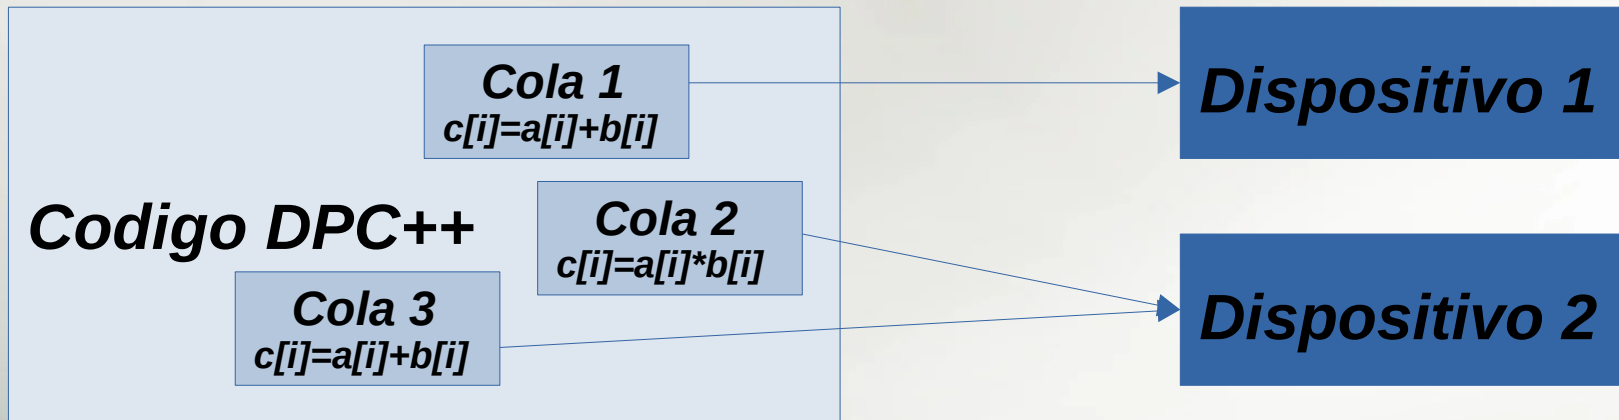 Cola 1
c[i]=a[i]+b[i]
Dispositivo 1
Codigo DPC++
Cola 2
c[i]=a[i]*b[i]
Cola 3
c[i]=a[i]+b[i]
Dispositivo 2